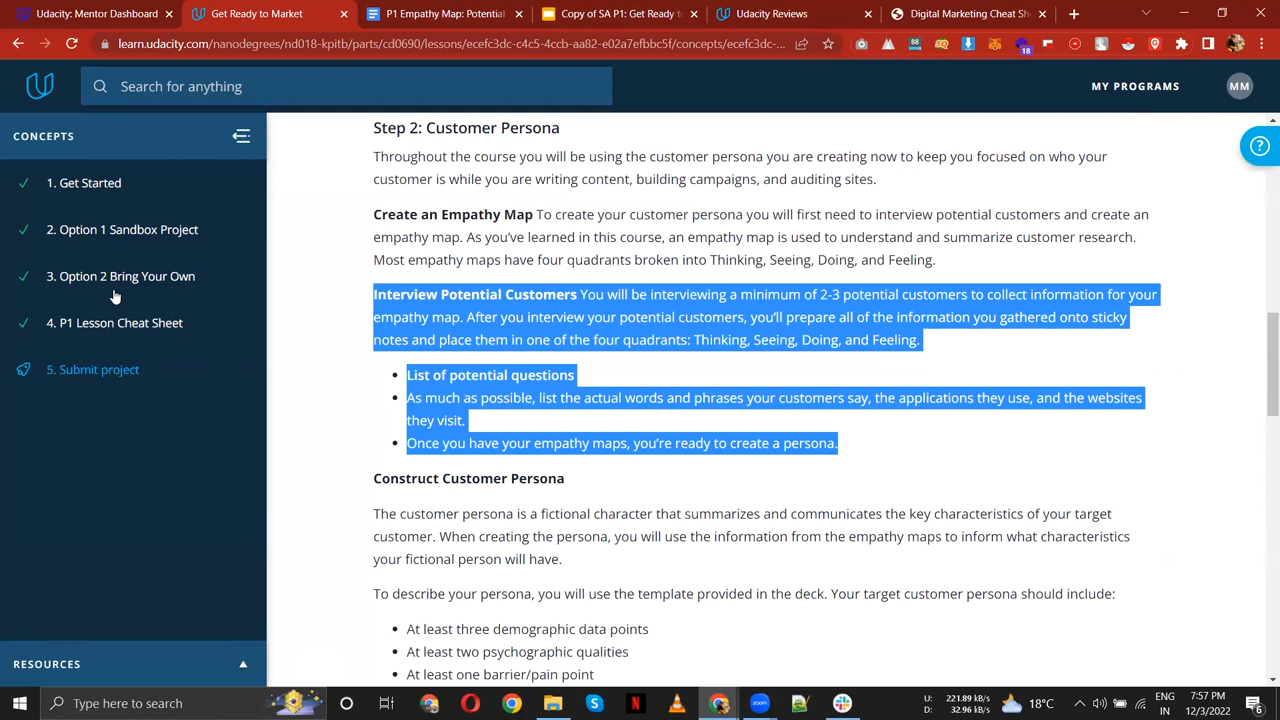 Udacity: Mentor Dashboard
Get Ready to Market
P1 Empathy Map: Potential
Copy of SA P1: Get Ready to
Udacity Reviews
Digital Marketing Cheat Sh
learn.udacity.com/nanodegrees/nd018-kpitb/parts/cd0690/lessons/ecefc3dc-c4c5-4ccb-aa82-e02a7efbbc5f/concepts/ecefc3dc-...
18
Search for anything
MY PROGRAMS
MM
CONCEPTS
1. Get Started
2. Option 1 Sandbox Project
3. Option 2 Bring Your Own
4. P1 Lesson Cheat Sheet
5. Submit project
RESOURCES
Step 2: Customer Persona
Throughout the course you will be using the customer persona you are creating now to keep you focused on who your
customer is while you are writing content, building campaigns, and auditing sites.
Create an Empathy Map To create your customer persona you will first need to interview potential customers and create an
empathy map. As you've learned in this course, an empathy map is used to understand and summarize customer research.
Most empathy maps have four quadrants broken into Thinking, Seeing, Doing, and Feeling.
Interview Potential Customers You will be interviewing a minimum of 2-3 potential customers to collect information for your
empathy map. After you interview your potential customers, you'll prepare all of the information you gathered onto sticky
notes and place them in one of the four quadrants: Thinking, Seeing, Doing, and Feeling.
• List of potential questions
• As much as possible, list the actual words and phrases your customers say, the applications they use, and the websites
they visit.
• Once you have your empathy maps, you're ready to create a persona.
Construct Customer Persona
The customer persona is a fictional character that summarizes and communicates the key characteristics of your target
customer. When creating the persona, you will use the information from the empathy maps to inform what characteristics
your fictional person will have.
To describe your persona, you will use the template provided in the deck. Your target customer persona should include:
• At least three demographic data points
• At least two psychographic qualities
• At least one barrier/pain point
Type here to search
U: 221.89 kB/s
D: 32.96 kB/s
18°C
ENG
IN
7:57 PM
12/3/2022
6